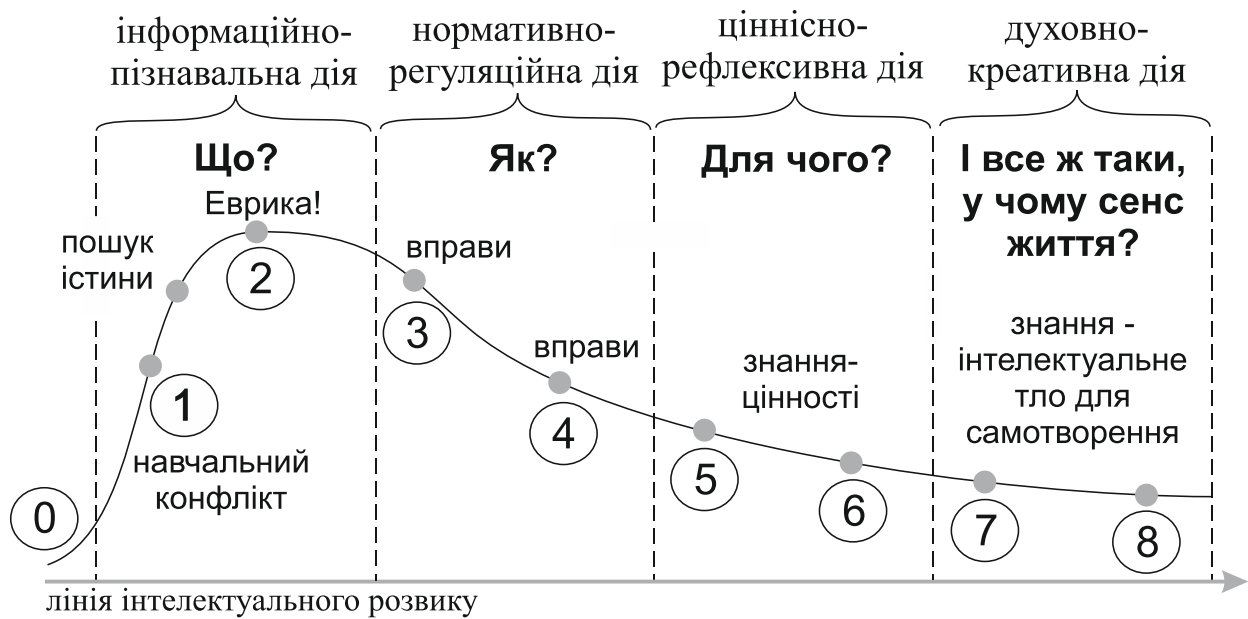 інформаційно-
пізнавальна дія
нормативно-
регуляційна дія
ціннісно-
рефлексивна дія
духовно-
креативна дія
Що?
Як?
Для чого?
І все ж таки,
у чому сенс
життя?
Еврика!
пошук
істини
вправи
вправи
знання-
цінності
знання -
інтелектуальне
тло для
самотворення
навчальний
конфлікт
0
1
2
3
4
5
6
7
8
лінія інтелектуального розвику